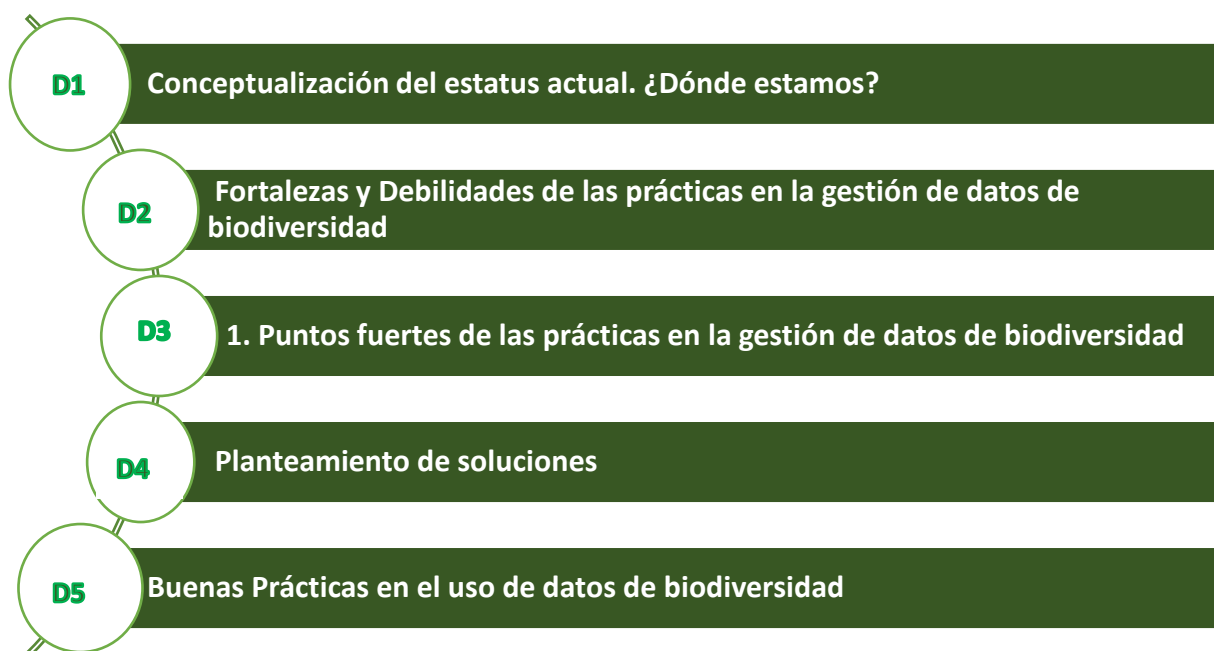 D1
Conceptualización del estatus actual. ¿Dónde estamos?
D2
Fortalezas y Debilidades de las prácticas en la gestión de datos de
biodiversidad
D3
1. Puntos fuertes de las prácticas en la gestión de datos de biodiversidad
D4
Planteamiento de soluciones
D5
Buenas Prácticas en el uso de datos de biodiversidad